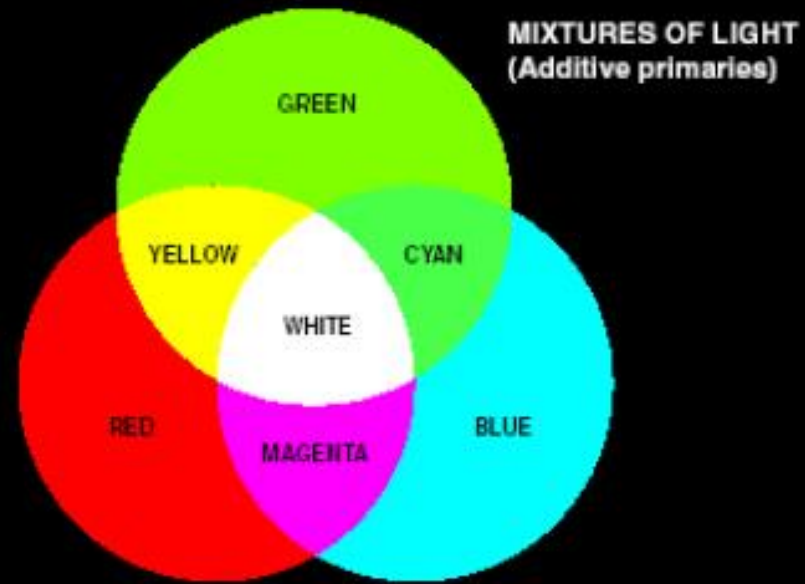 MIXTURES OF LIGHT
(Additive primaries)
GREEN
YELLOW
CYAN
WHITE
RED
BLUE
MAGENTA